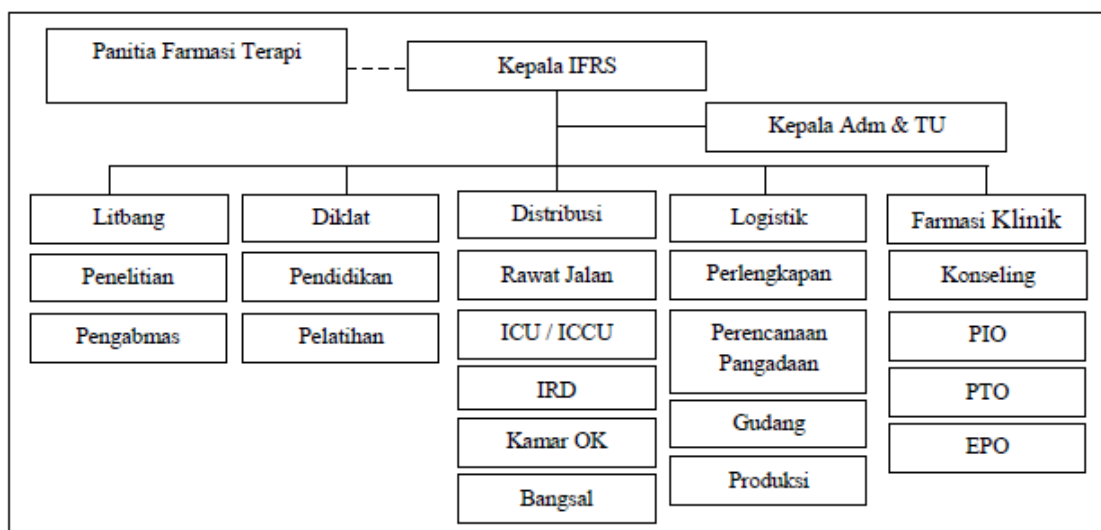 Panitia Farmasi Terapi
Kepala IFRS
Kepala Adm & TU
Litbang
Penelitian
Pengabmas
Diklat
Pendidikan
Pelatihan
Distribusi
Rawat Jalan
ICU / ICCU
IRD
Kamar OK
Bangsal
Logistik
Perlengkapan
Perencanaan
Pangadaan
Gudang
Produksi
Farmasi Klinik
Konseling
PIO
PTO
EPO